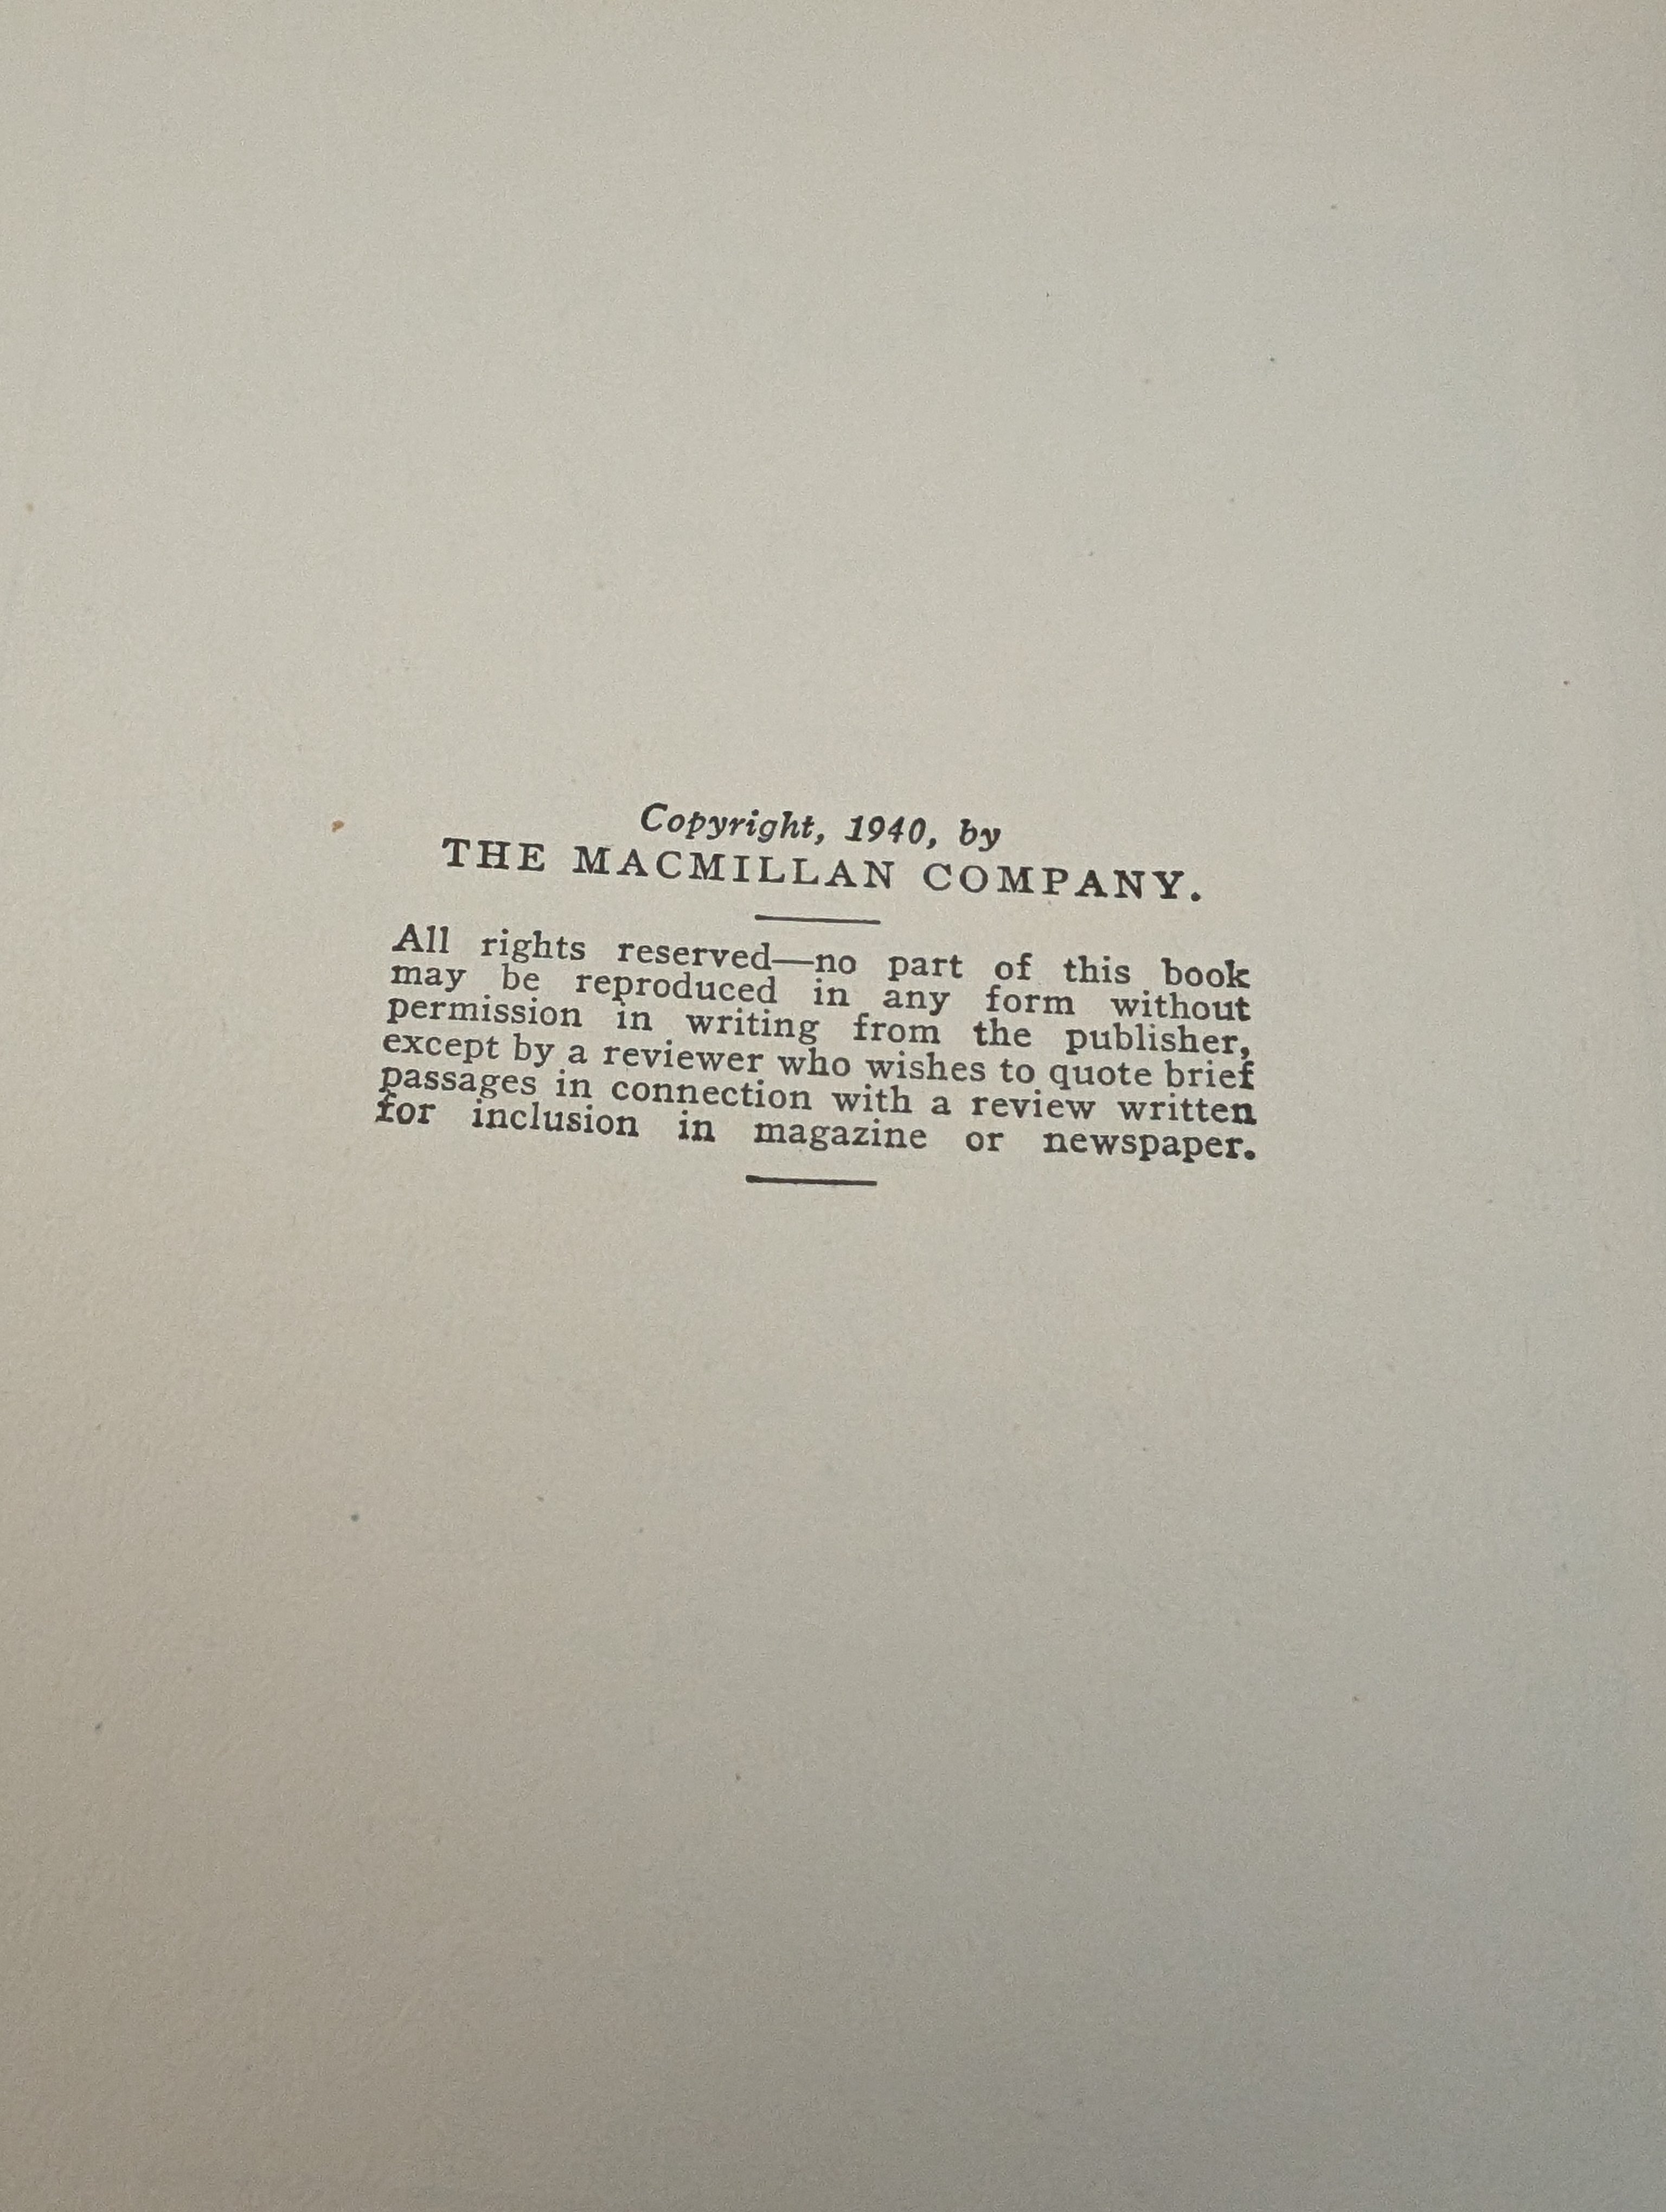 Copyright, 1940, by
THE MACMILLAN COMPANY.
All rights reserved—no part of this book
may be reproduced in any form without
permission in writing from the publisher,
except by a reviewer who wishes to quote brief
passages in connection with a review written
for inclusion in magazine or newspaper.